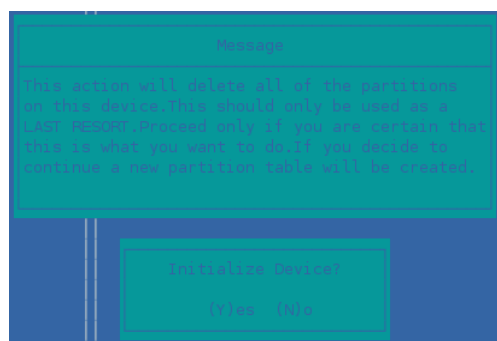 Message
This action will delete all of the partitions
on this device.This should only be used as a
LAST RESORT.Proceed only if you are certain that
this is what you want to do.If you decide to
continue a new partition table will be created.
Initialize Device?
(Y)es (N)o